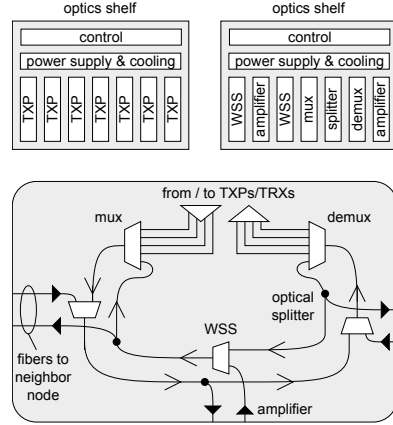 optics shelf
control
power supply & cooling
TXP
TXP
TXP
TXP
TXP
TXP
TXP
optics shelf
control
power supply & cooling
WSS
amplifier
WSS
mux
splitter
demux
amplifier
from / to TXPs/TRXs
mux
demux
optical
splitter
WSS
fibers to
neighbor
node
amplifier